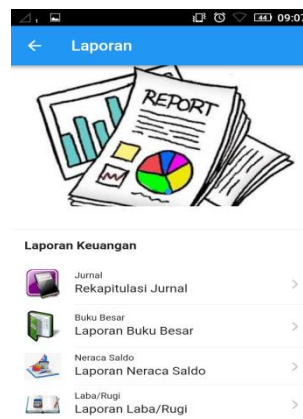 44 09:07
Laporan
REPORT
Laporan Keuangan
Jurnal
Rekapitulasi Jurnal
Buku Besar
Laporan Buku Besar
Neraca Saldo
Laporan Neraca Saldo
Laba/Rugi
Laporan Laba/Rugi